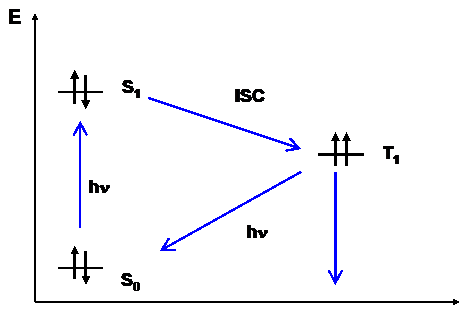 E
S₁
ISC
T₁
hν
hν
S₀